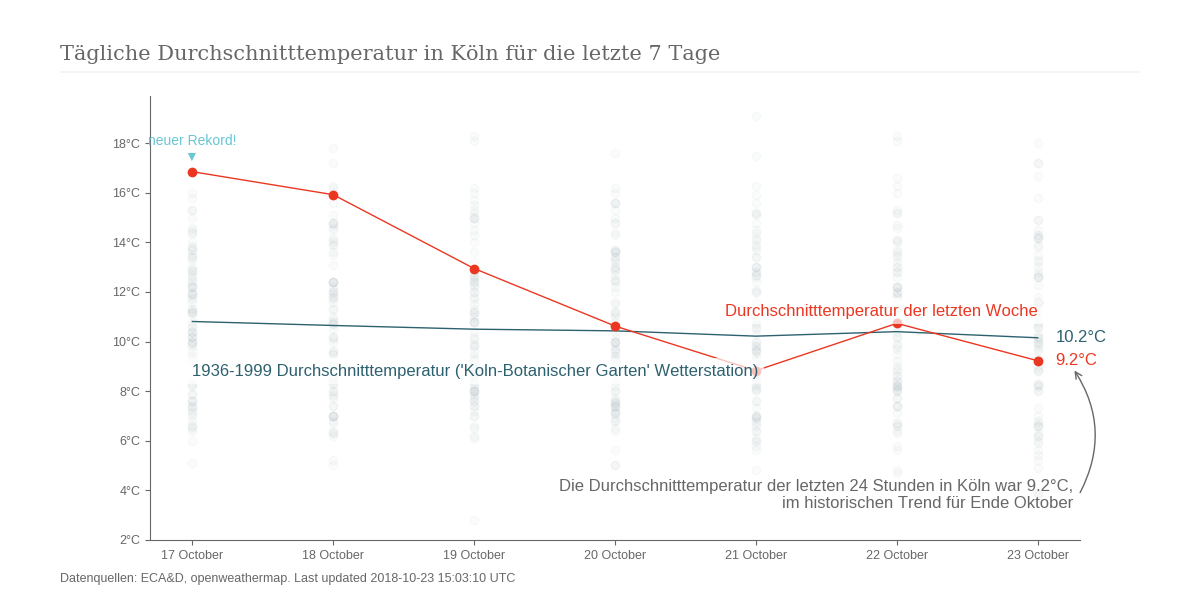 Tägliche Durchschnitttemperatur in Köln für die letzte 7 Tage
neuer Rekord!
18°C
16°C
14°C
12°C
10°C
8°C
6°C
4°C
2°C
Durchschnitttemperatur der letzten Woche
10.2°C
9.2°C
1936-1999 Durchschnitttemperatur ('Koln-Botanischer Garten' Wetterstation)
Die Durchschnitttemperatur der letzten 24 Stunden in Köln war 9.2°C,
im historischen Trend für Ende Oktober
17 October
18 October
19 October
20 October
21 October
22 October
23 October
Datenquellen: ECA&D, openweathermap. Last updated 2018-10-23 15:03:10 UTC